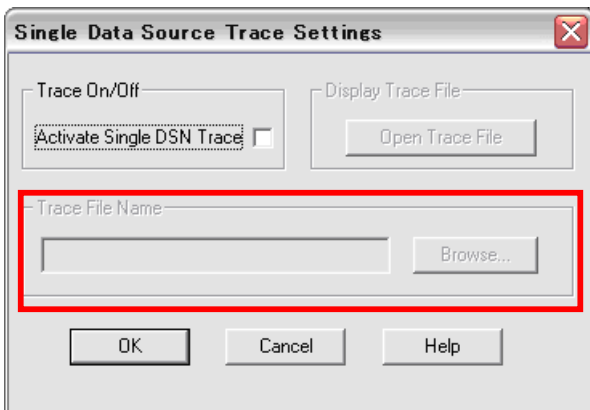 Single Data Source Trace Settings
Trace On/Off
Display Trace File
Activate Single DSN Trace
Open Trace File
Trace File Name
Browse...
OK
Cancel
Help